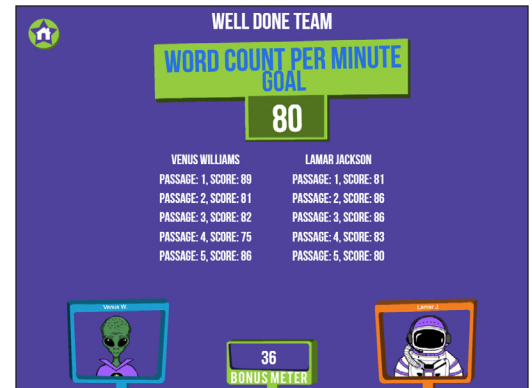 WELL DONE TEAM
WORD COUNT PER MINUTE
GOAL
80
VENUS WILLIAMS
PASSAGE: 1, SCORE: 89
PASSAGE: 2, SCORE: 81
PASSAGE: 3, SCORE: 82
PASSAGE: 4, SCORE: 75
PASSAGE: 5, SCORE: 86
LAMAR JACKSON
PASSAGE: 1, SCORE: 81
PASSAGE: 2, SCORE: 86
PASSAGE: 3, SCORE: 86
PASSAGE: 4, SCORE: 83
PASSAGE: 5, SCORE: 80
Venus W.
Lamar J.
36
BONUS METER